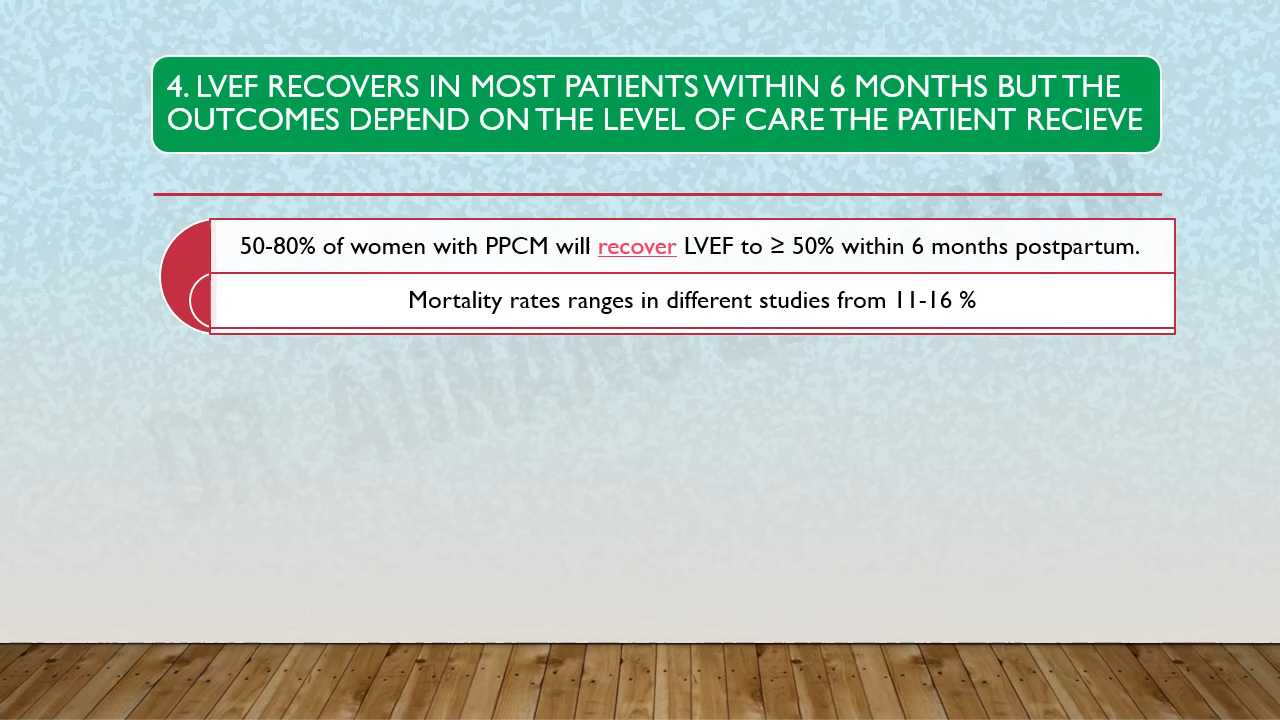 4. LVEF RECOVERS IN MOST PATIENTS WITHIN 6 MONTHS BUT THE
OUTCOMES DEPEND ON THE LEVEL OF CARE THE PATIENT RECIEVE
50-80% of women with PPCM will recover LVEF to ≥ 50% within 6 months postpartum.
Mortality rates ranges in different studies from 11-16 %
DR.